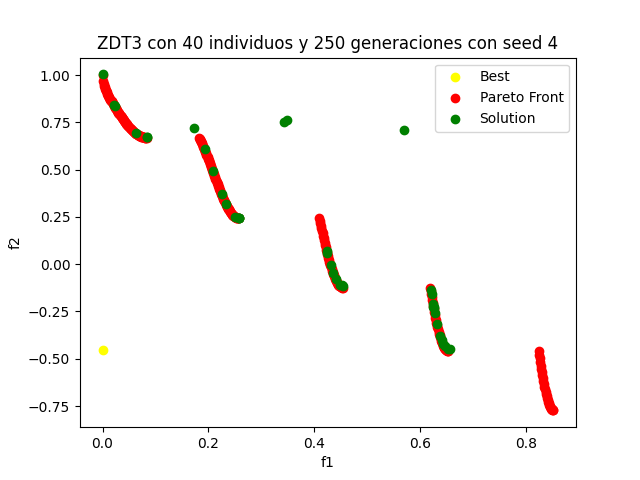 ZDT3 con 40 individuos y 250 generaciones con seed 4
Best
Pareto Front
Solution
1.00
0.75
0.50
0.25
0.00
−0.25
−0.50
−0.75
f2
0.0 0.2 0.4 0.6 0.8
f1